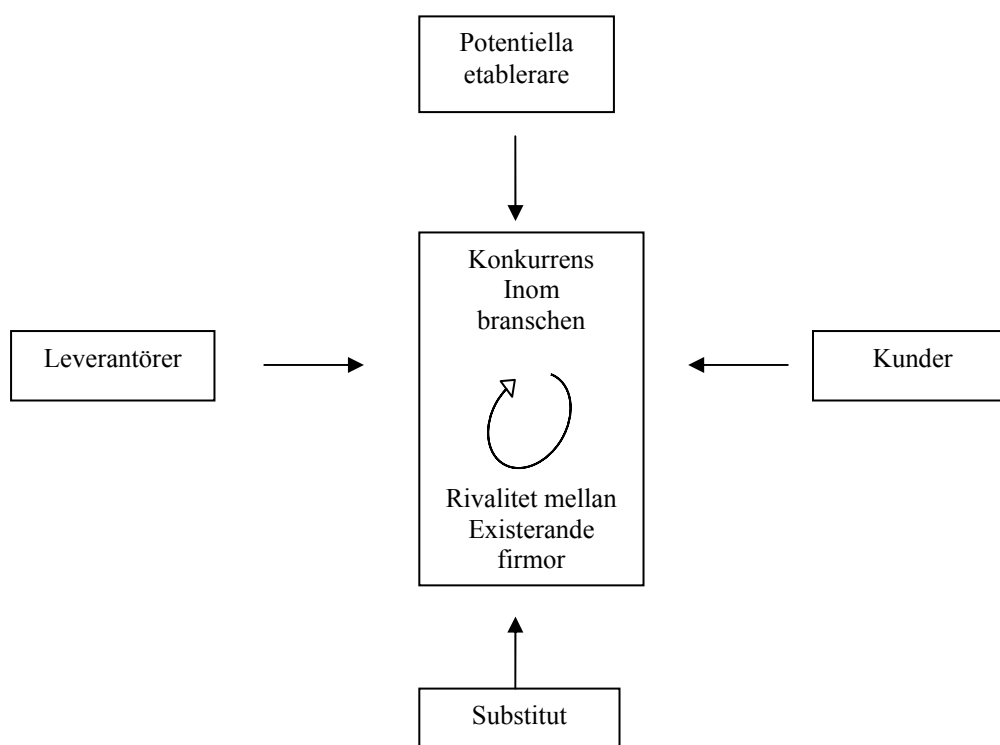 Potentiella
etablerare
Konkurrens
Inom
branschen
Leverantörer
Kunder
Rivalitet mellan
Existerande
firmor
Substitut